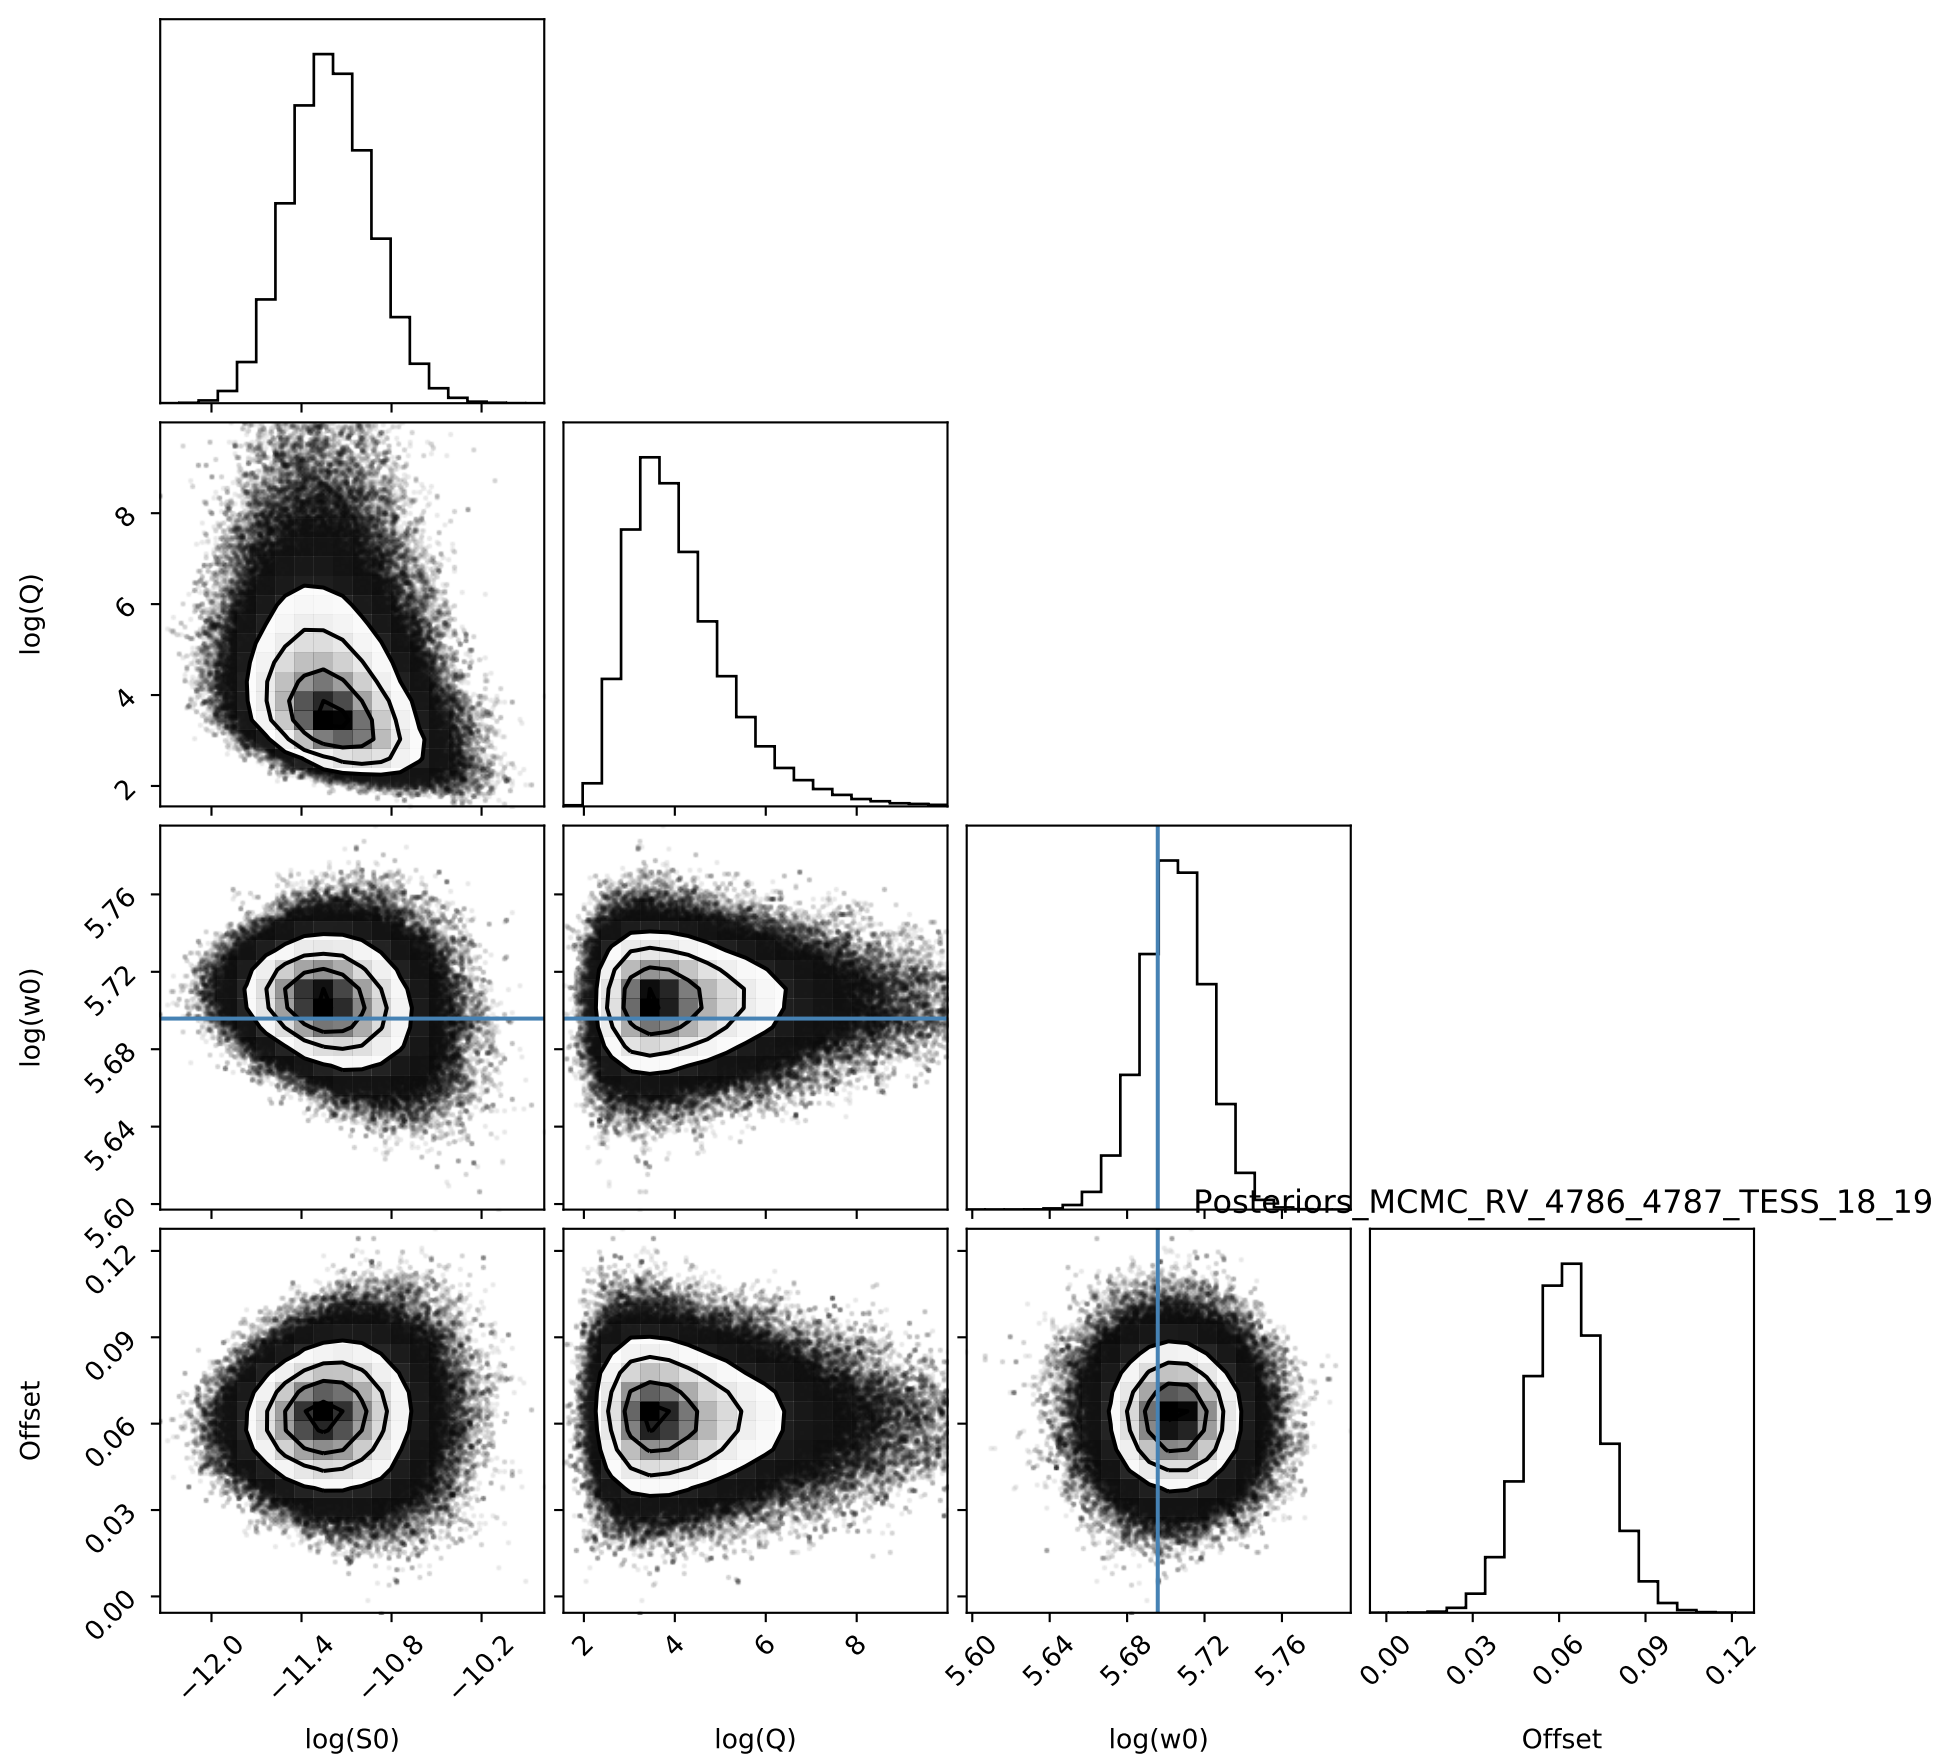 log(Q)
8
6
4
2
log(w0)
5.76
5.72
5.68
5.64
5.60
Posteriors_MCMC_RV_4786_4787_TESS_18_19
Offset
0.12
0.09
0.06
0.03
0.00
−12.0 −11.4 −10.8 −10.2 2 4 6 8 5.60 5.64 5.68 5.72 5.76 0.00 0.03 0.06 0.09 0.12
log(S0) log(Q) log(w0) Offset